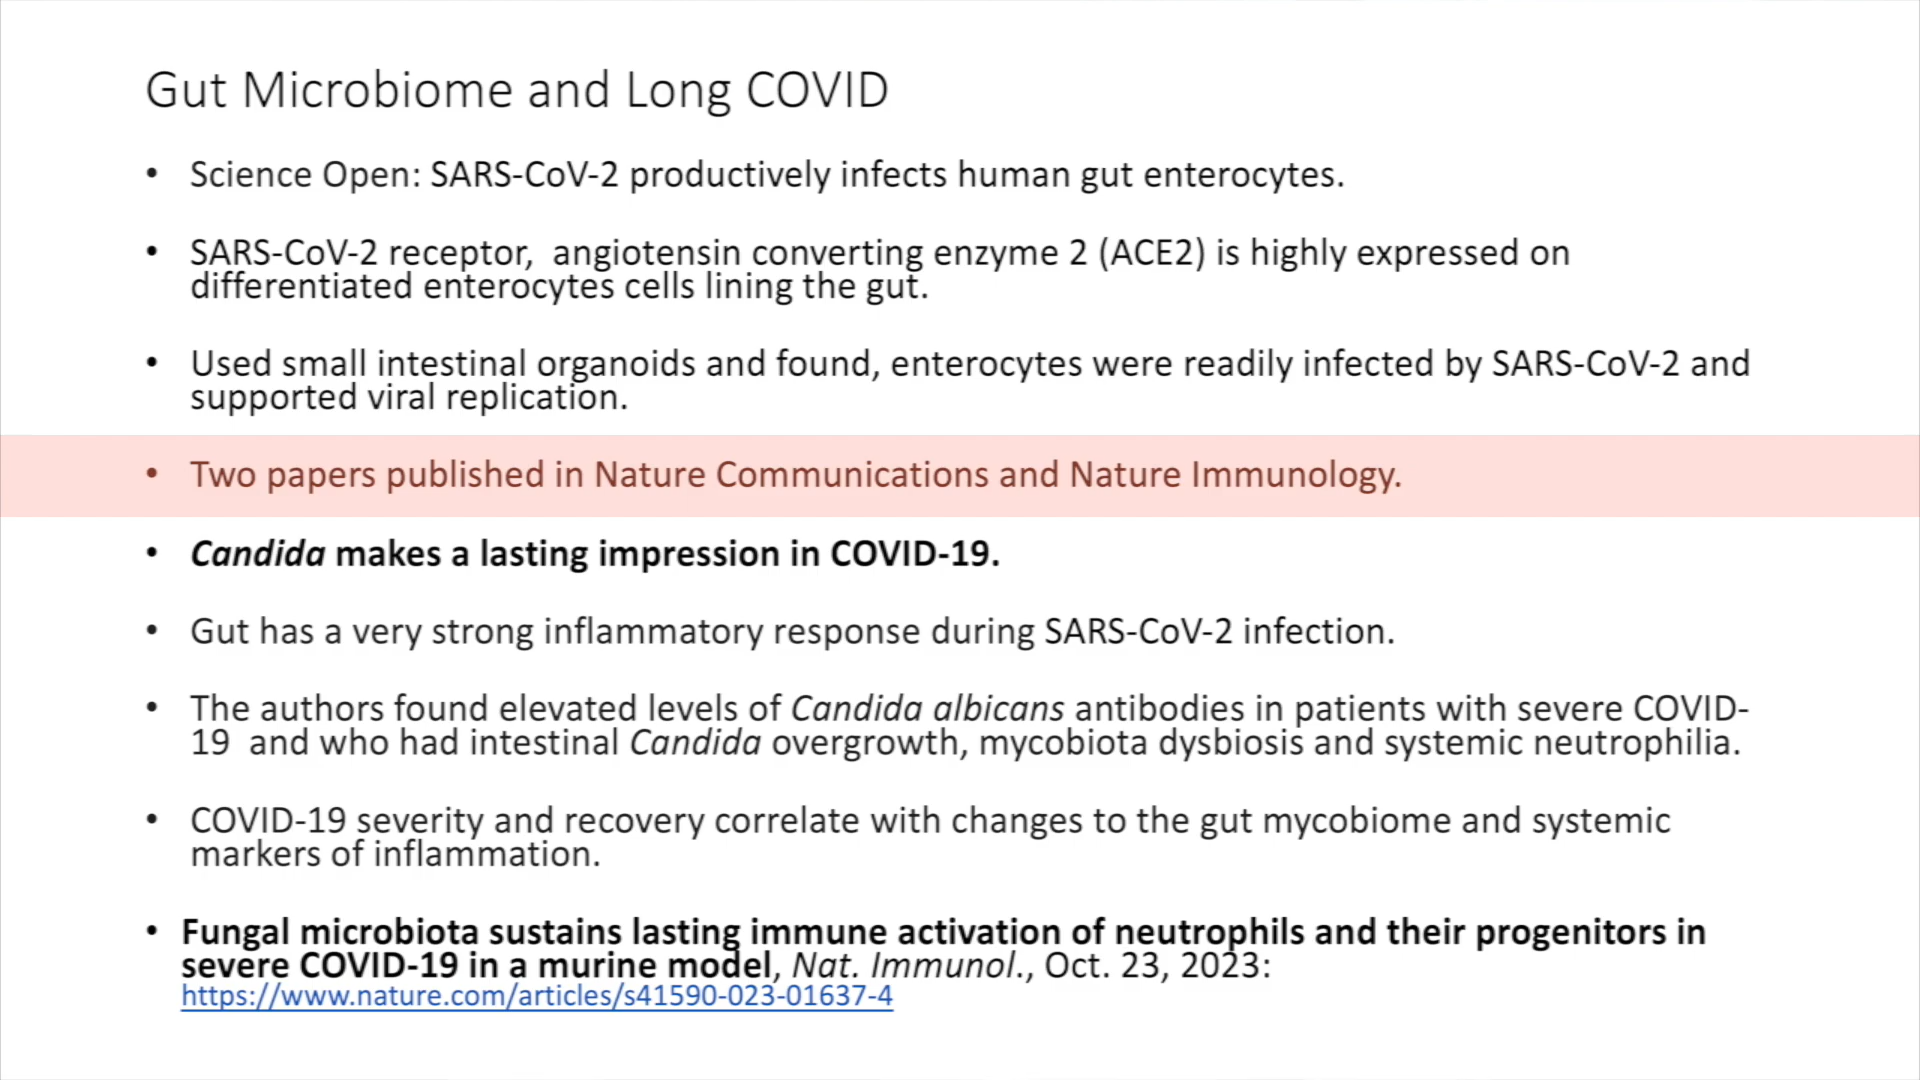 Gut Microbiome and Long COVID
• Science Open: SARS-CoV-2 productively infects human gut enterocytes.
• SARS-CoV-2 receptor,  angiotensin converting enzyme 2 (ACE2) is highly expressed on
differentiated enterocytes cells lining the gut.
• Used small intestinal organoids and found, enterocytes were readily infected by SARS-CoV-2 and
supported viral replication.
• Two papers published in Nature Communications and Nature Immunology.
• Candida makes a lasting impression in COVID-19.
• Gut has a very strong inflammatory response during SARS-CoV-2 infection.
• The authors found elevated levels of Candida albicans antibodies in patients with severe COVID-
19  and who had intestinal Candida overgrowth, mycobiota dysbiosis and systemic neutrophilia.
• COVID-19 severity and recovery correlate with changes to the gut mycobiome and systemic
markers of inflammation.
• Fungal microbiota sustains lasting immune activation of neutrophils and their progenitors in
severe COVID-19 in a murine model, Nat. Immunol., Oct. 23, 2023:
https://www.nature.com/articles/s41590-023-01637-4